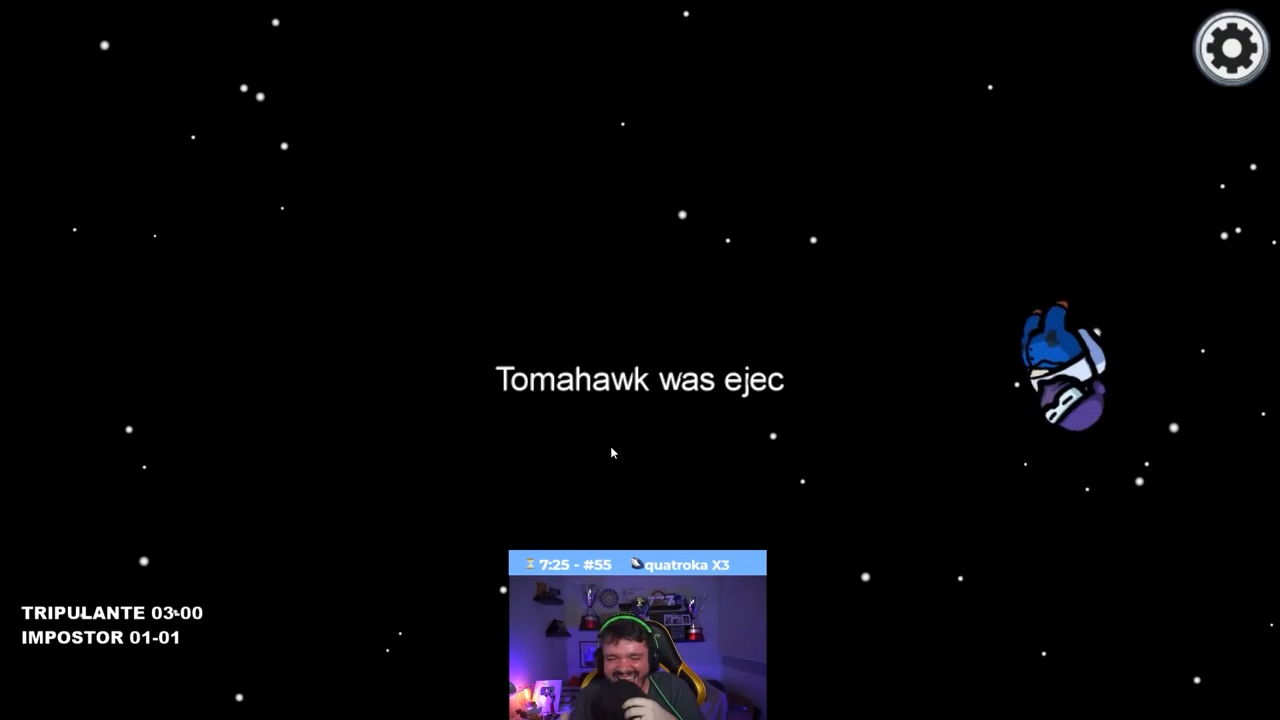 Tomahawk was ejec
7:25 - #55 quatroka X3
TRIPULANTE 03-00
IMPOSTOR 01-01